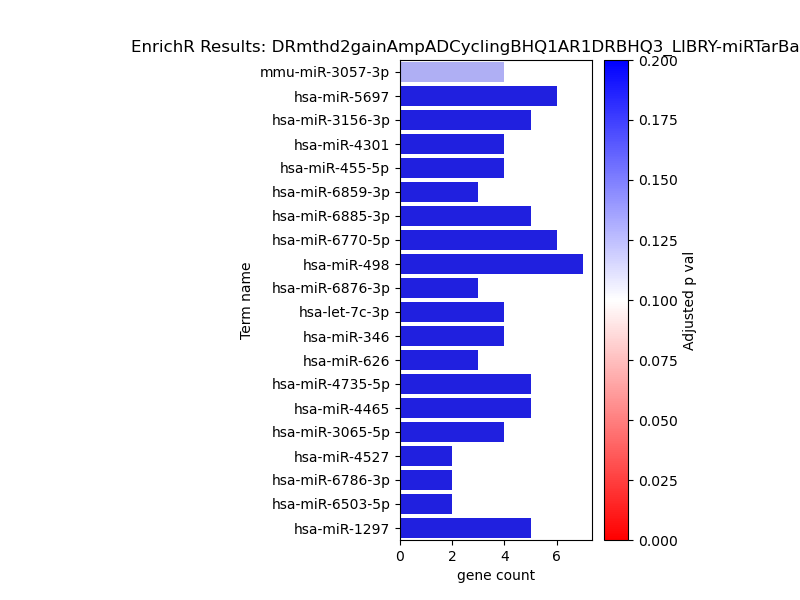 EnrichR Results: DRmthd2gainAmpADCyclingBHQ1AR1DRBHQ3_LIBRY-miRTarBa
mmu-miR-3057-3p
hsa-miR-5697
hsa-miR-3156-3p
hsa-miR-4301
hsa-miR-455-5p
hsa-miR-6859-3p
hsa-miR-6885-3p
hsa-miR-6770-5p
hsa-miR-498
hsa-miR-6876-3p
hsa-let-7c-3p
hsa-miR-346
hsa-miR-626
hsa-miR-4735-5p
hsa-miR-4465
hsa-miR-3065-5p
hsa-miR-4527
hsa-miR-6786-3p
hsa-miR-6503-5p
hsa-miR-1297
Term name
0 2 4 6
gene count
0.200
0.175
0.150
0.125
0.100
0.075
0.050
0.025
0.000
Adjusted p val